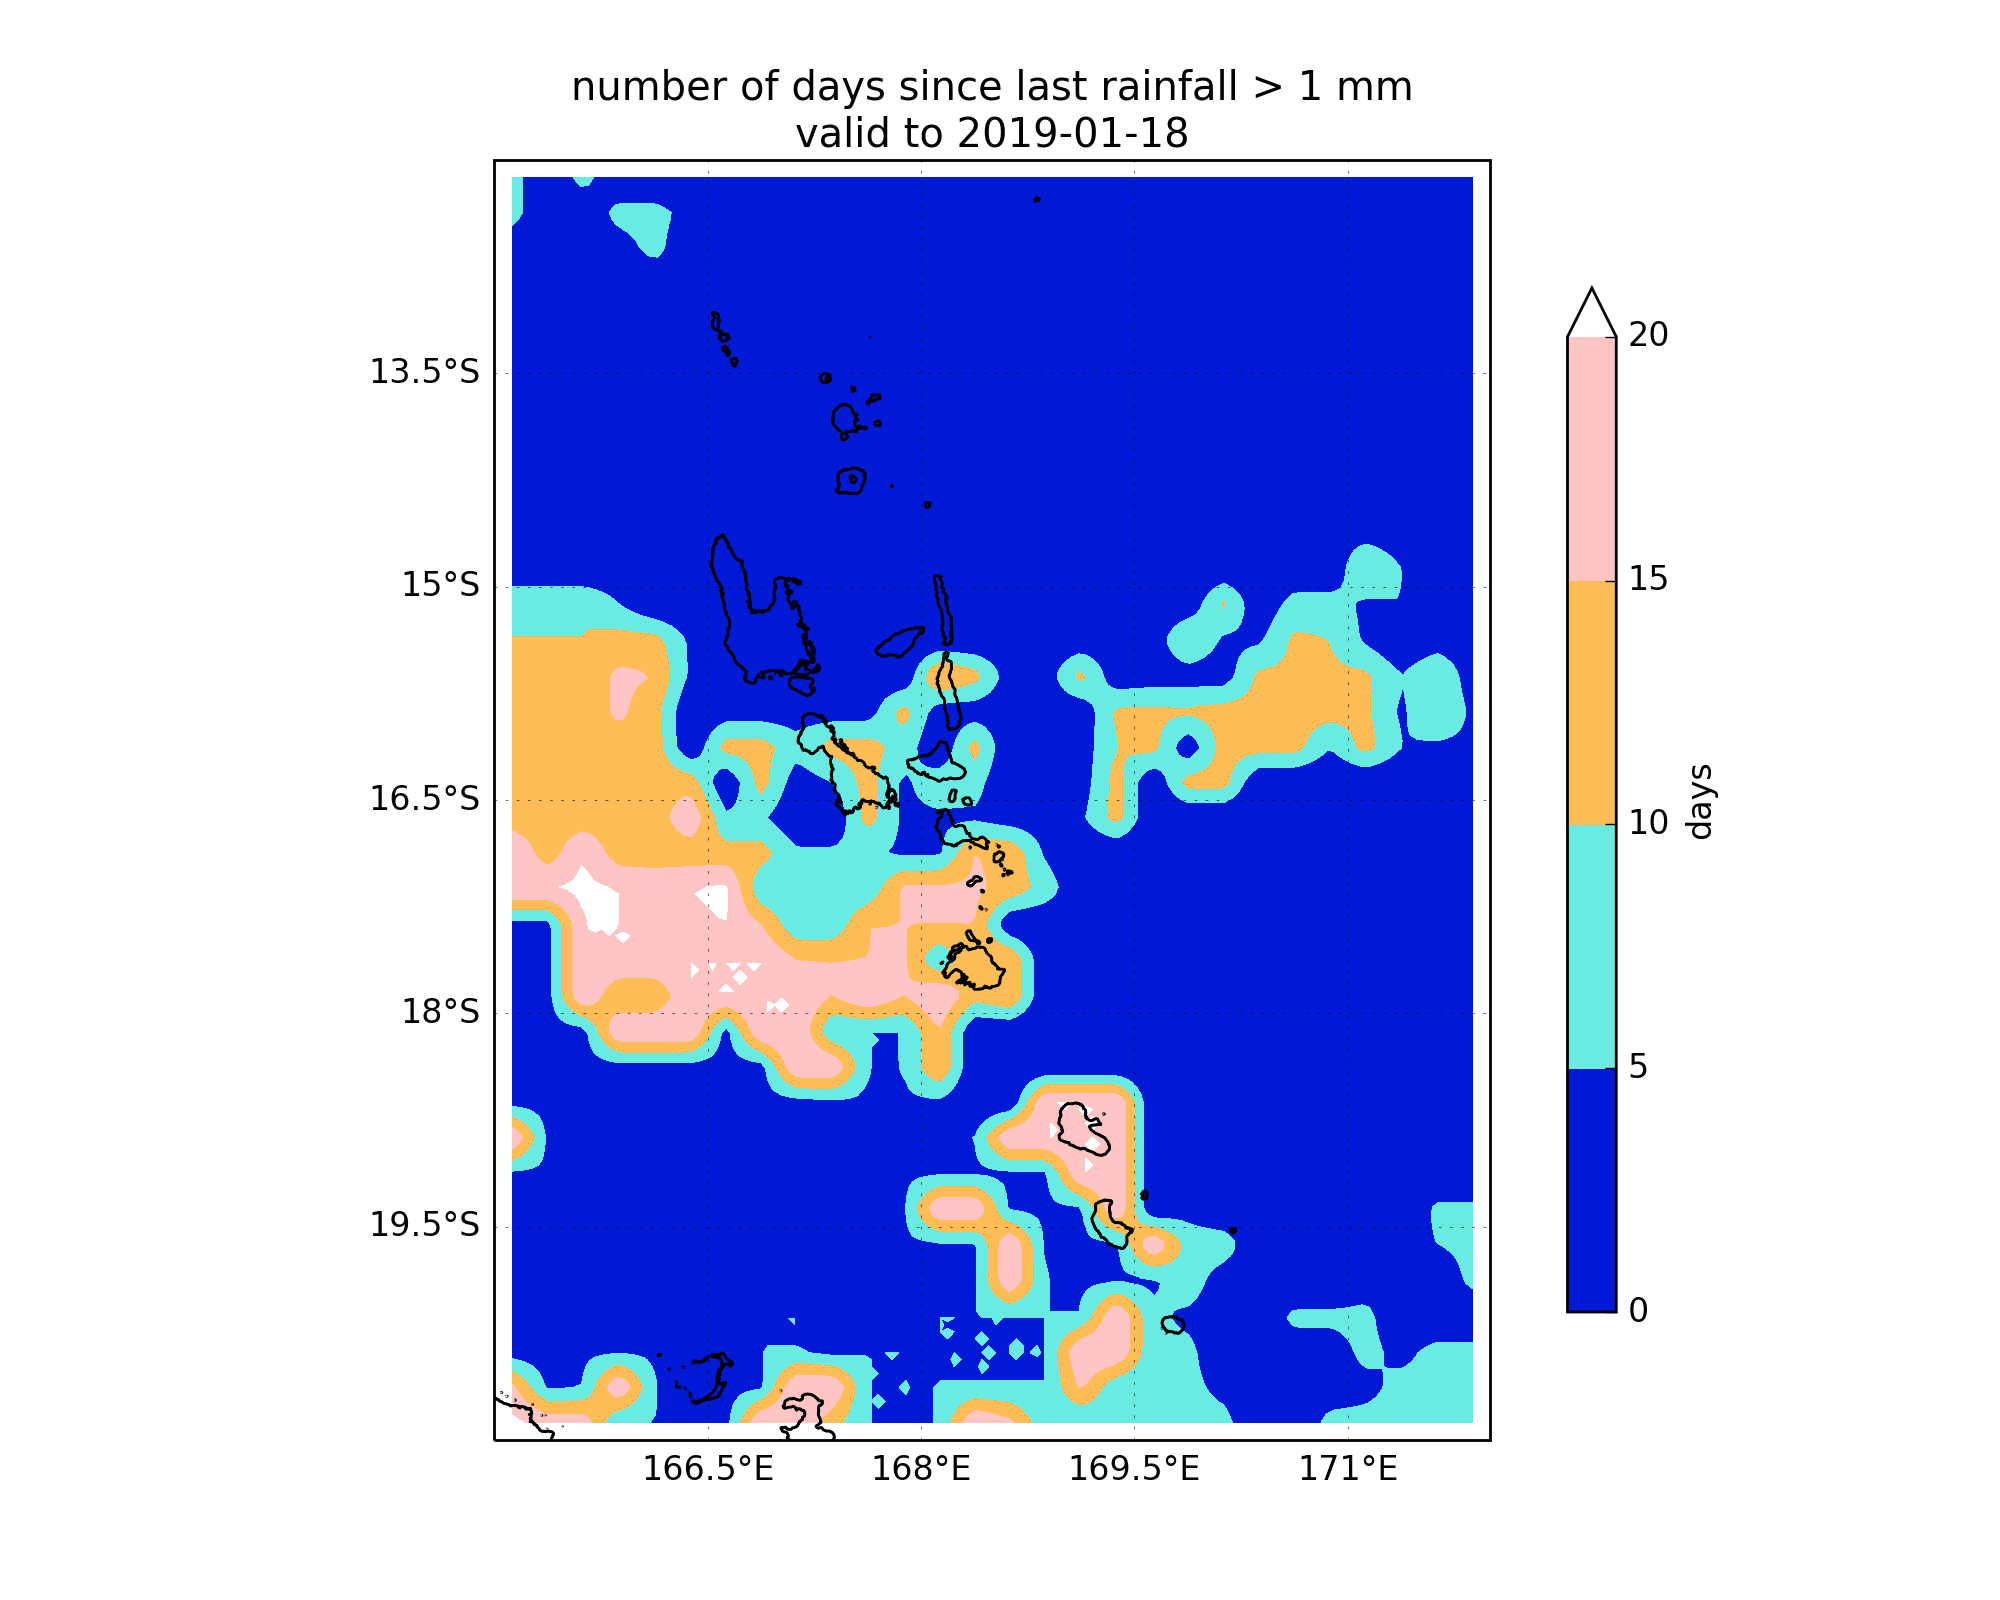 number of days since last rainfall > 1 mm
valid to 2019-01-18
13.5°S
15°S
16.5°S
18°S
19.5°S
166.5°E
168°E
169.5°E
171°E
20
15
10
5
0
days